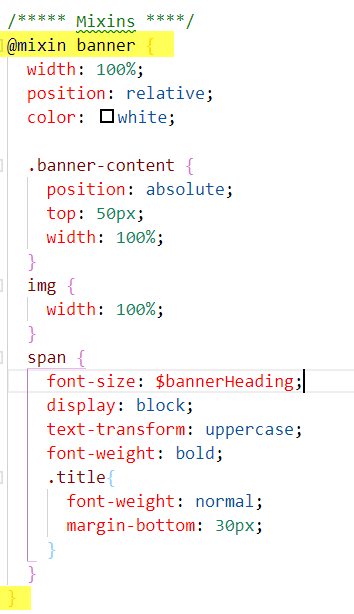 /***** Mixins ****/
@mixin banner {
  width: 100%;
  position: relative;
  color: white;

  .banner-content {
    position: absolute;
    top: 50px;
    width: 100%;
  }
  img {
    width: 100%;
  }
  span {
    font-size: $bannerHeading;
    display: block;
    text-transform: uppercase;
    font-weight: bold;
    .title{
      font-weight: normal;
      margin-bottom: 30px;
    }
  }
}